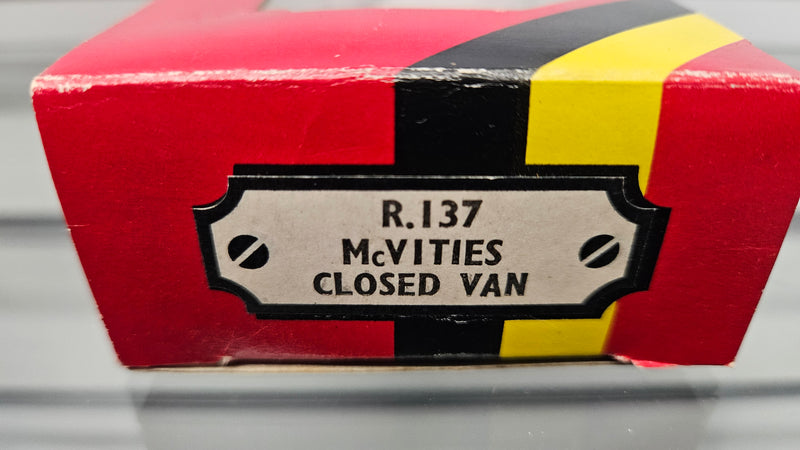 R.137
McVITIES
CLOSED VAN